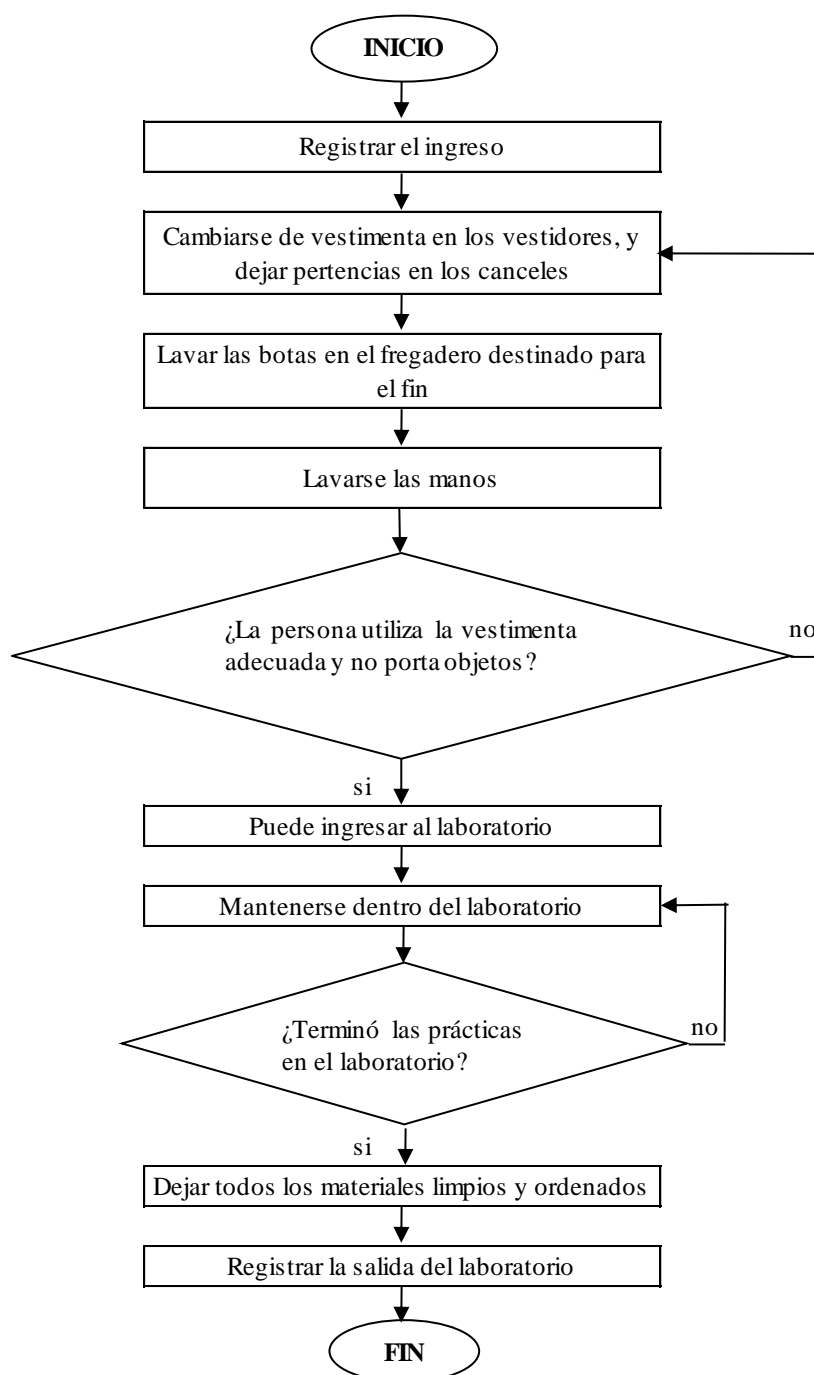 INICIO
Registrar el ingreso
Cambiarse de vestimenta en los vestidores, y
dejar pertencias en los canceles
Lavar las botas en el fregadero destinado para
el fin
Lavarse las manos
¿La persona utiliza la vestimenta
adecuada y no porta objetos?
no
si
Puede ingresar al laboratorio
Mantenerse dentro del laboratorio
¿Terminó las prácticas
en el laboratorio?
no
si
Dejar todos los materiales limpios y ordenados
Registrar la salida del laboratorio
FIN